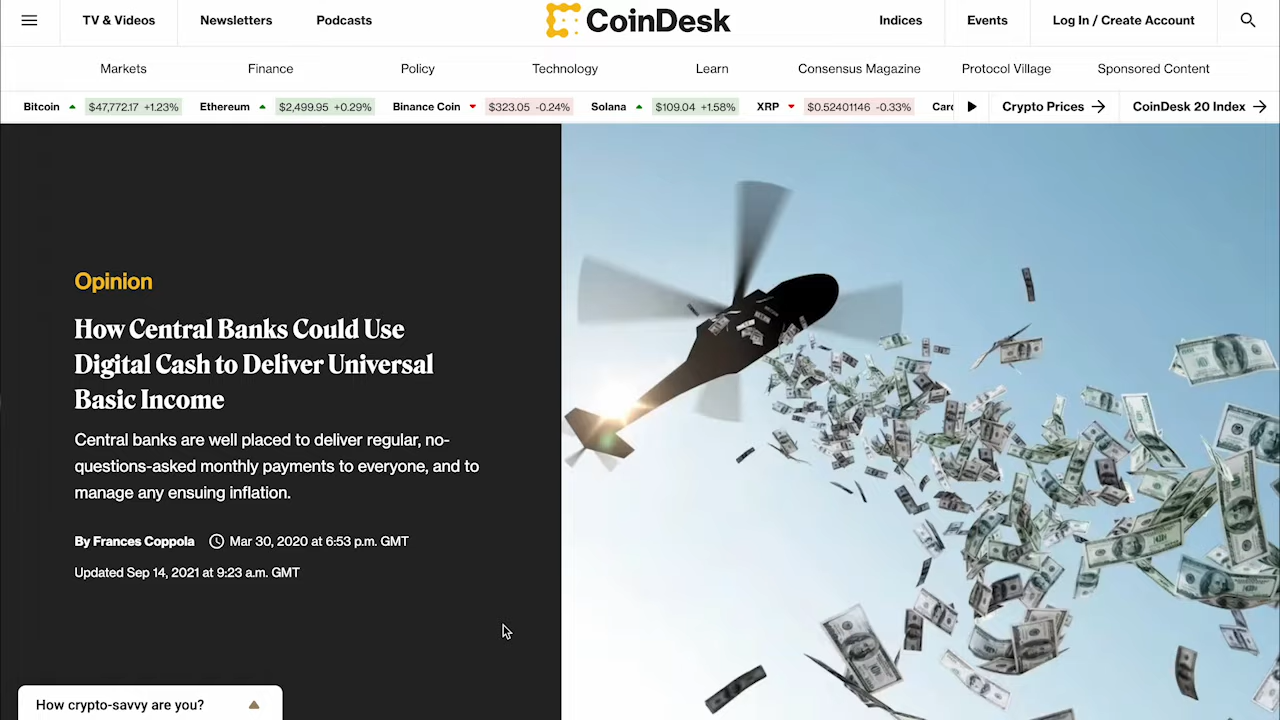 TV & Videos Newsletters Podcasts CoinDesk Indices Events Log In / Create Account
Markets Finance Policy Technology Learn Consensus Magazine Protocol Village Sponsored Content
Bitcoin $47,772.17 +1.23% Ethereum $2,499.95 +0.29% Binance Coin $323.05 -0.24% Solana $109.04 +1.58% XRP $0.52401146 -0.33% Crypto Prices CoinDesk 20 Index
Opinion
How Central Banks Could Use
Digital Cash to Deliver Universal
Basic Income
Central banks are well placed to deliver regular, no-
questions-asked monthly payments to everyone, and to
manage any ensuing inflation.
By Frances Coppola Mar 30, 2020 at 6:53 p.m. GMT
Updated Sep 14, 2021 at 9:23 a.m. GMT
How crypto-savvy are you?